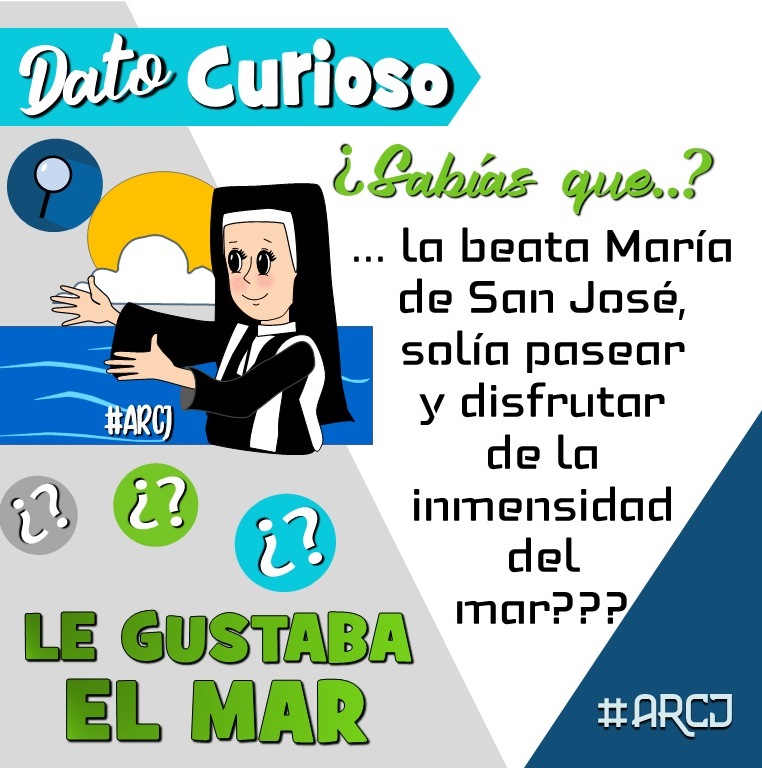 Dato Curioso
¿Sabías que..?
... la beata María
de San José,
solía pasear
y disfrutar
de la
inmensidad
del
mar???
#ARCJ
¿? ¿? ¿?
LE GUSTABA
EL MAR
#ARCJ